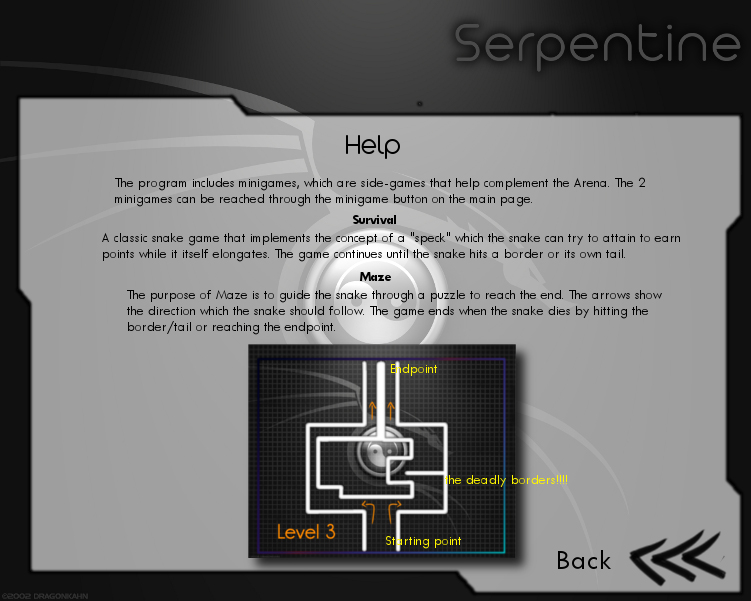 Serpentine
Help
The program includes minigames, which are side-games that help complement the Arena. The 2
minigames can be reached through the minigame button on the main page.
Survival
A classic snake game that implements the concept of a "speck" which the snake can try to attain to earn
points while it itself elongates. The game continues until the snake hits a border or its own tail.
Maze
The purpose of Maze is to guide the snake through a puzzle to reach the end. The arrows show
the direction which the snake should follow. The game ends when the snake dies by hitting the
border/tail or reaching the endpoint.
Endpoint
the deadly borders!!!!
Level 3
Starting point
Back
©2002 DRAGONKAHN